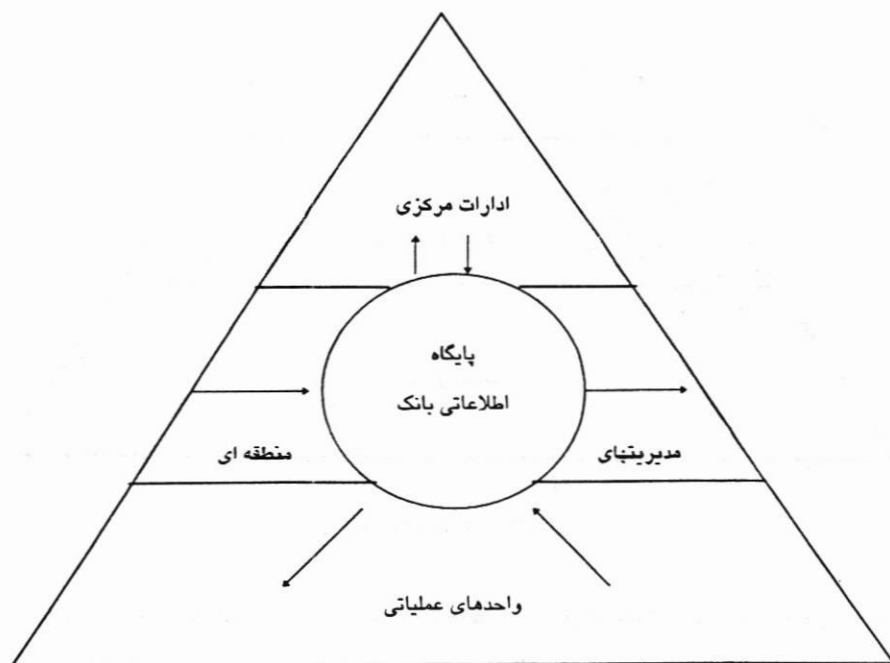 ادارات مرکزی
پایگاه
اطلاعاتی بانک
مدیریتهای
منطقه ای
واحدهای عملیاتی